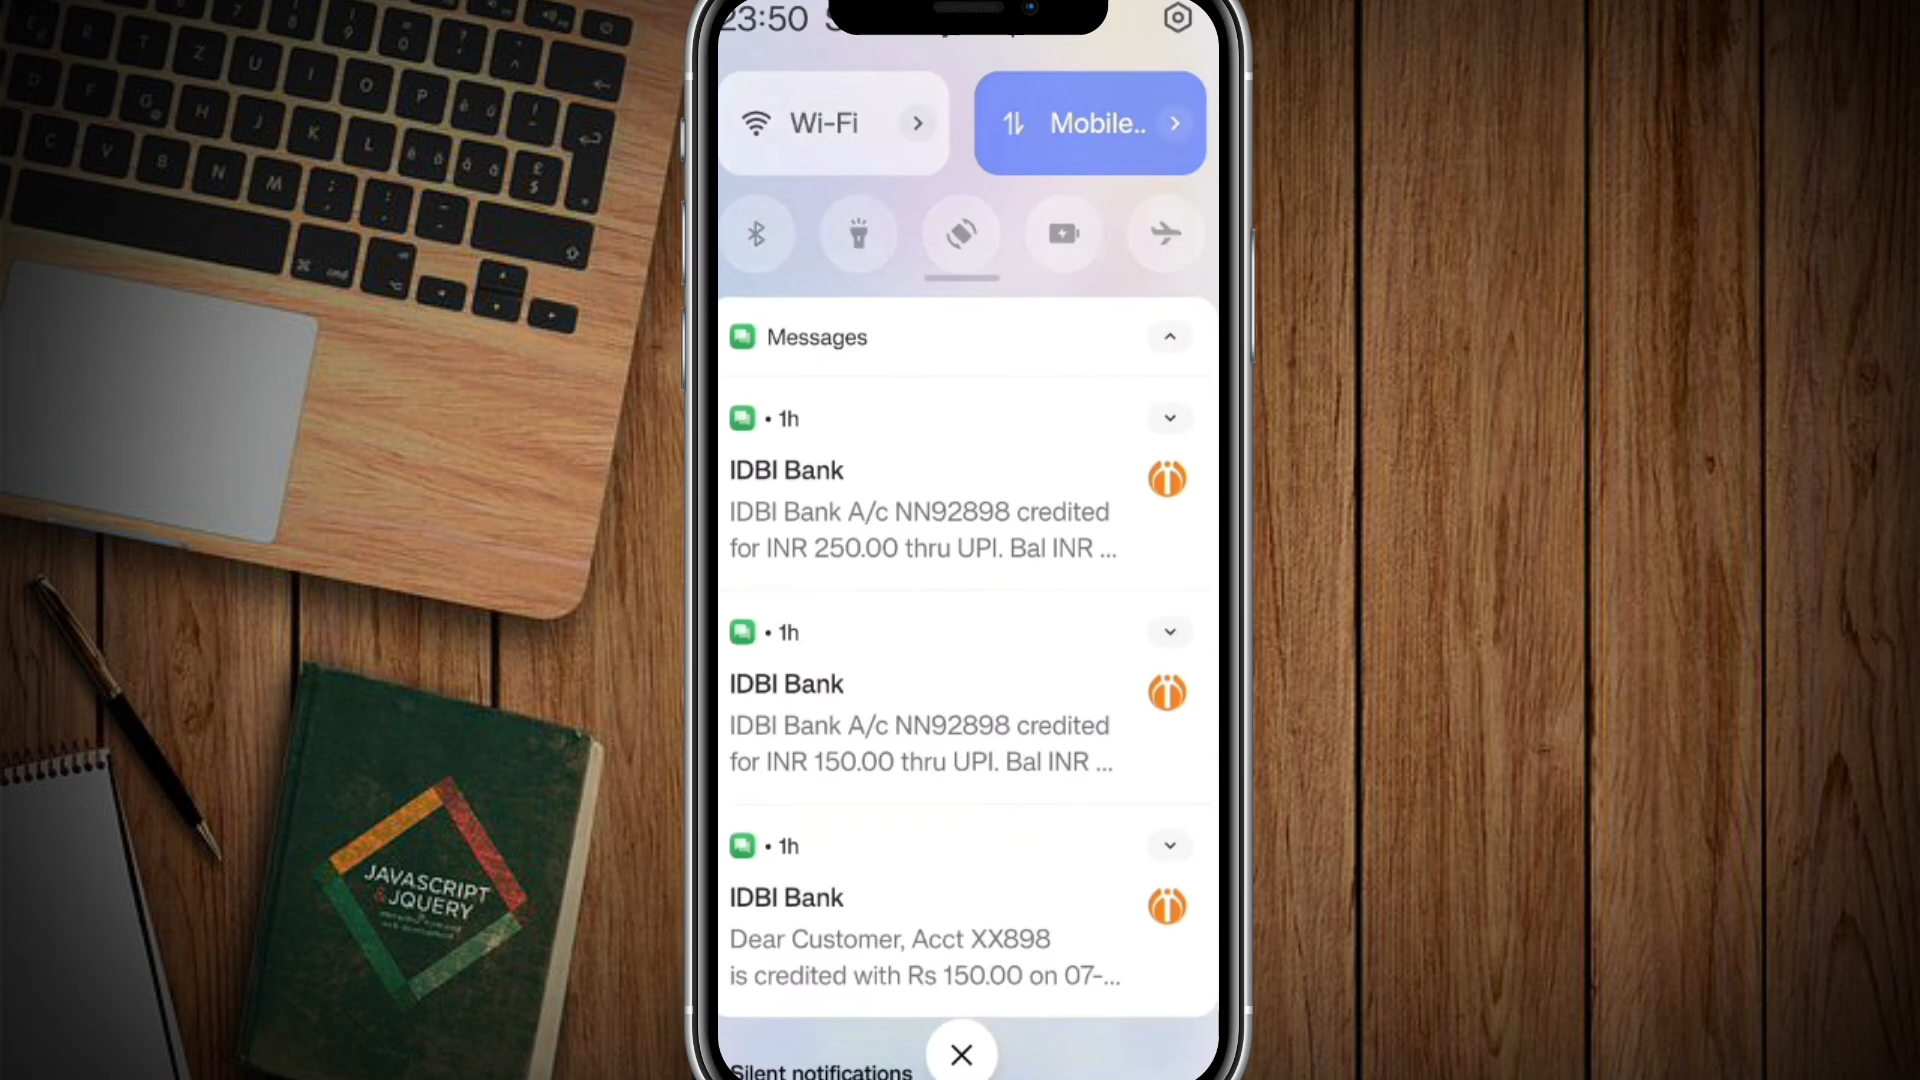 23:50
Wi-Fi
Mobile..
Messages
• 1h
IDBI Bank
IDBI Bank A/c NN92898 credited
for INR 250.00 thru UPI. Bal INR ...
• 1h
IDBI Bank
IDBI Bank A/c NN92898 credited
for INR 150.00 thru UPI. Bal INR ...
• 1h
IDBI Bank
Dear Customer, Acct XX898
is credited with Rs 150.00 on 07-...
Silent notifications
JAVASCRIPT
&JQUERY
cmd